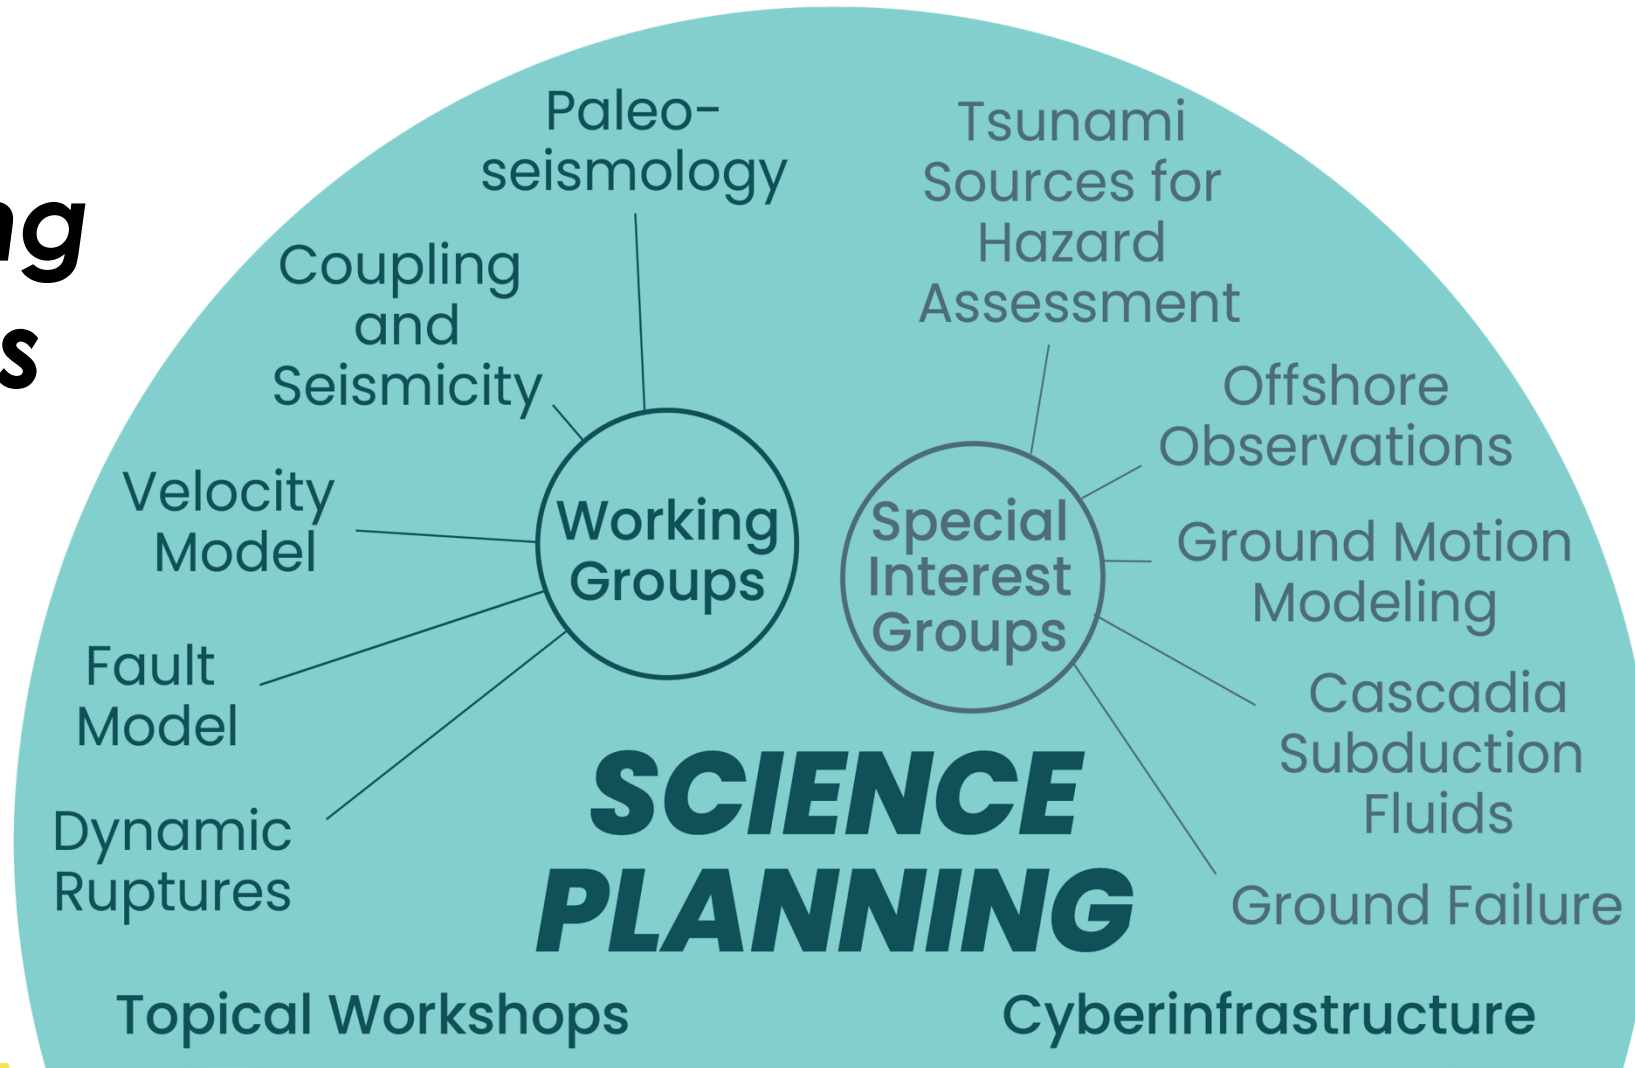 ng
s
Paleo-
seismology
Coupling
and
Seismicity
Velocity
Model
Fault
Model
Dynamic
Ruptures
Working
Groups
Tsunami
Sources for
Hazard
Assessment
Offshore
Observations
Ground Motion
Modeling
Cascadia
Subduction
Fluids
Ground Failure
Special
Interest
Groups
SCIENCE
PLANNING
Topical Workshops
Cyberinfrastructure